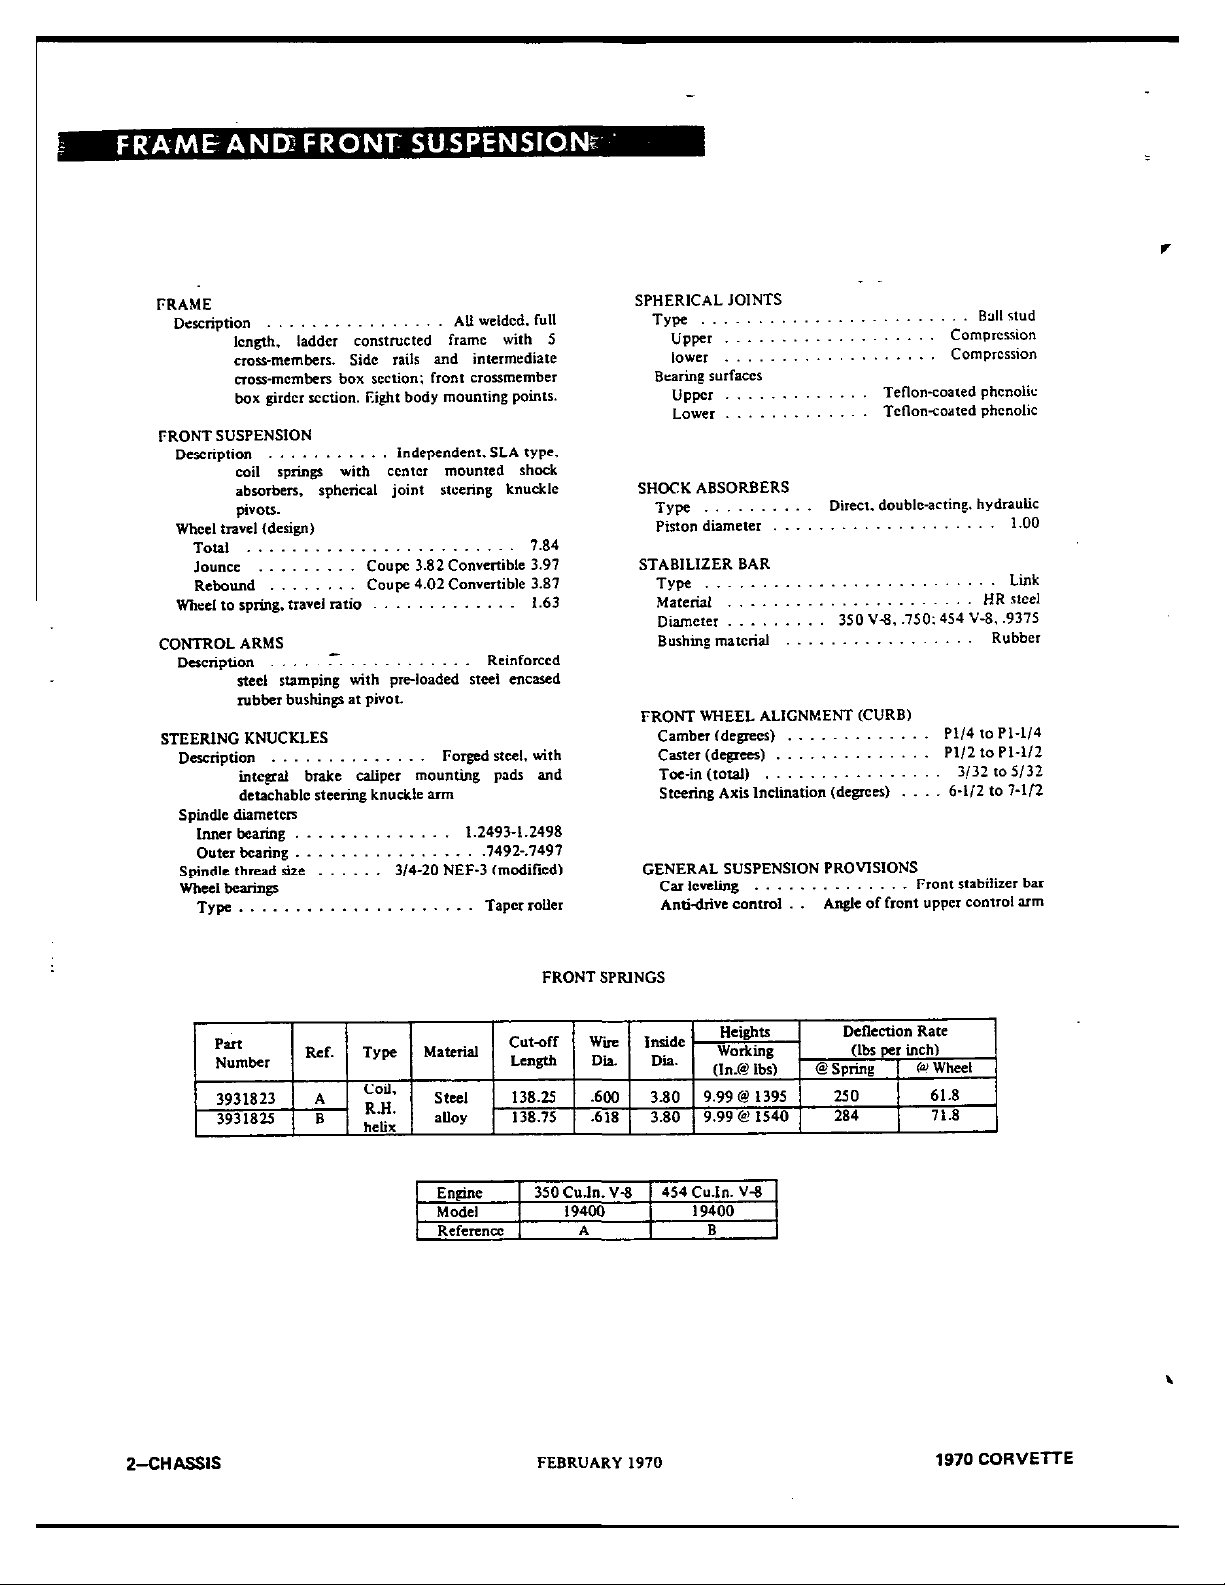 FRAME AND FRONT SUSPENSION
FRAME
Description . . . . . . . . . . . . . . . . All welded, full
length, ladder constructed frame with 5
cross-members. Side rails and intermediate
cross-members box section; front crossmember
box girder section. Eight body mounting points.
FRONT SUSPENSION
Description . . . . . . . . . . . Independent, SLA type,
coil springs with center mounted shock
absorbers, spherical joint steering knuckle
pivots.
Wheel travel (design)
Total . . . . . . . . . . . . . . . . . . . . . . . . 7.84
Jounce . . . . . . . . . Coupe 3.82 Convertible 3.97
Rebound . . . . . . . . Coupe 4.02 Convertible 3.87
Wheel to spring, travel ratio . . . . . . . . . . . . . 1.63
CONTROL ARMS
Description . . . . . . . . . . . . . . . . . . Reinforced
steel stamping with pre-loaded steel encased
rubber bushings at pivot.
STEERING KNUCKLES
Description . . . . . . . . . . . . . . Forged steel, with
integral brake caliper mounting pads and
detachable steering knuckle arm
Spindle diameters
Inner bearing . . . . . . . . . . . . . . 1.2493-1.2498
Outer bearing . . . . . . . . . . . . . . . . . .7492-.7497
Spindle thread size . . . . . . 3/4-20 NEF-3 (modified)
Wheel bearings
Type . . . . . . . . . . . . . . . . . . . . . Taper roller
SPHERICAL JOINTS
Type . . . . . . . . . . . . . . . . . . . . . . . . Ball stud
Upper . . . . . . . . . . . . . . . . . . . Compression
lower . . . . . . . . . . . . . . . . . . . Compression
Bearing surfaces
Upper . . . . . . . . . . . . . Teflon-coated phenolic
Lower . . . . . . . . . . . . . Teflon-coated phenolic
SHOCK ABSORBERS
Type . . . . . . . . . . Direct, double-acting, hydraulic
Piston diameter . . . . . . . . . . . . . . . . . . . . 1.00
STABILIZER BAR
Type . . . . . . . . . . . . . . . . . . . . . . . . . . Link
Material . . . . . . . . . . . . . . . . . . . . . . HR steel
Diameter . . . . . . . . . 350 V-8, .750; 454 V-8, .9375
Bushing material . . . . . . . . . . . . . . . . . Rubber
FRONT WHEEL ALIGNMENT (CURB)
Camber (degrees) . . . . . . . . . . . . . P1/4 to P1-1/4
Caster (degrees) . . . . . . . . . . . . . . P1/2 to P1-1/2
Toe-in (total) . . . . . . . . . . . . . . . . 3/32 to 5/32
Steering Axis Inclination (degrees) . . . . 6-1/2 to 7-1/2
GENERAL SUSPENSION PROVISIONS
Car leveling . . . . . . . . . . . . . . Front stabilizer bar
Anti-drive control . . Angle of front upper control arm
FRONT SPRINGS
Part Number Ref. Type Material Cut-off Length Wire Dia. Inside Dia. Heights Working (In.@ lbs) Deflection Rate (lbs per inch) @ Spring @ Wheel
3931823 A Coil, R.H. helix Steel alloy 138.25 .600 3.80 9.99 @ 1395 250 61.8
3931825 B 138.75 .618 3.80 9.99 @ 1540 284 71.8
Engine 350 Cu.In. V-8 454 Cu.In. V-8
Model 19400 19400
Reference A B
2—CHASSIS FEBRUARY 1970 1970 CORVETTE